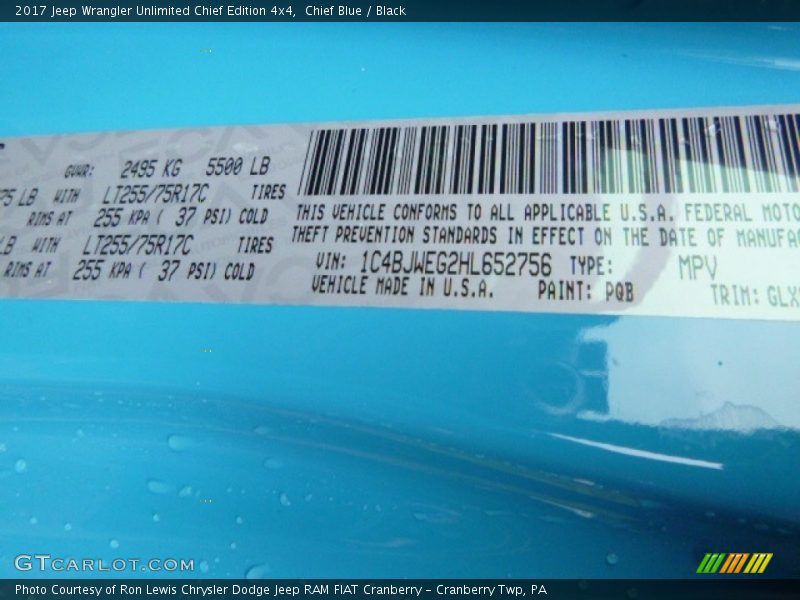 2017 Jeep Wrangler Unlimited Chief Edition 4x4,  Chief Blue / Black
GVWR: 2495 KG 5500 LB
LB WITH LT255/75R17C TIRES
RIMS AT 255 KPA ( 37 PSI) COLD
LB WITH LT255/75R17C TIRES
RIMS AT 255 KPA ( 37 PSI) COLD
THIS VEHICLE CONFORMS TO ALL APPLICABLE U.S.A. FEDERAL MOTO
THEFT PREVENTION STANDARDS IN EFFECT ON THE DATE OF MANUFA
VIN: 1C4BJWEG2HL652756 TYPE: MPV
VEHICLE MADE IN U.S.A. PAINT: PQB TRIM: GLX
GTCARLOT.COM
Photo Courtesy of Ron Lewis Chrysler Dodge Jeep RAM FIAT Cranberry – Cranberry Twp, PA